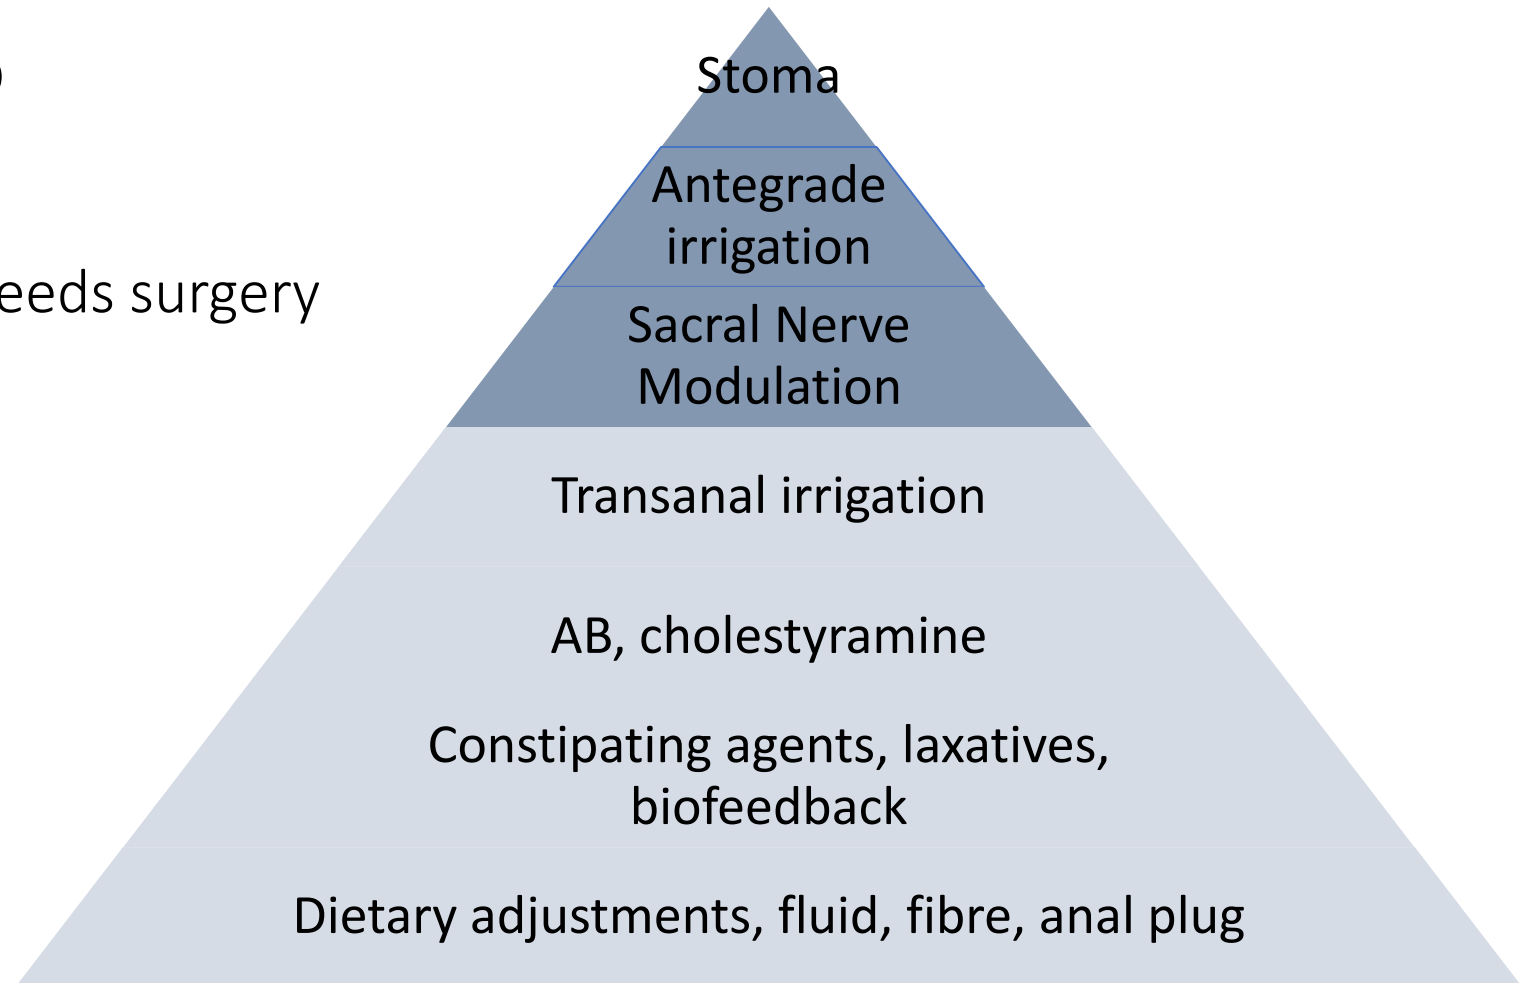 Stoma
Antegrade
irrigation
eeds surgery
Sacral Nerve
Modulation
Transanal irrigation
AB, cholestyramine
Constipating agents, laxatives,
biofeedback
Dietary adjustments, fluid, fibre, anal plug